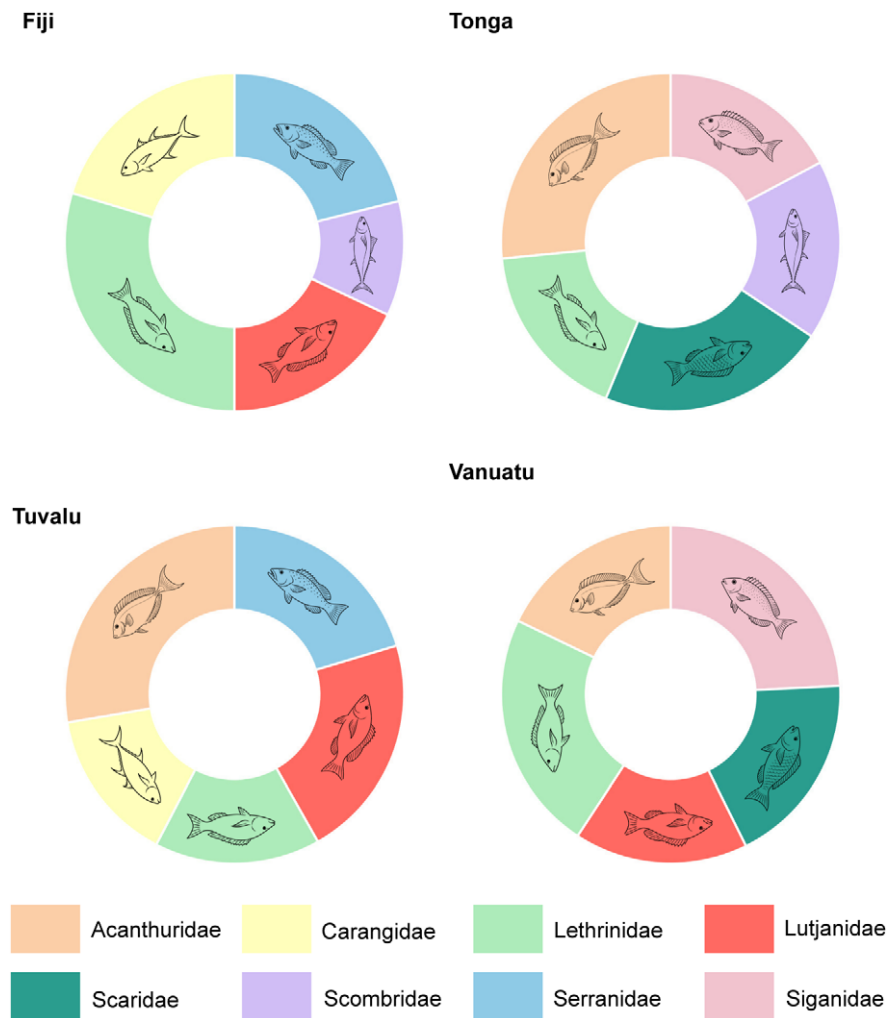 Fiji
Tonga
Tuvalu
Vanuatu
Acanthuridae
Carangidae
Lethrinidae
Lutjanidae
Scaridae
Scombridae
Serranidae
Siganidae